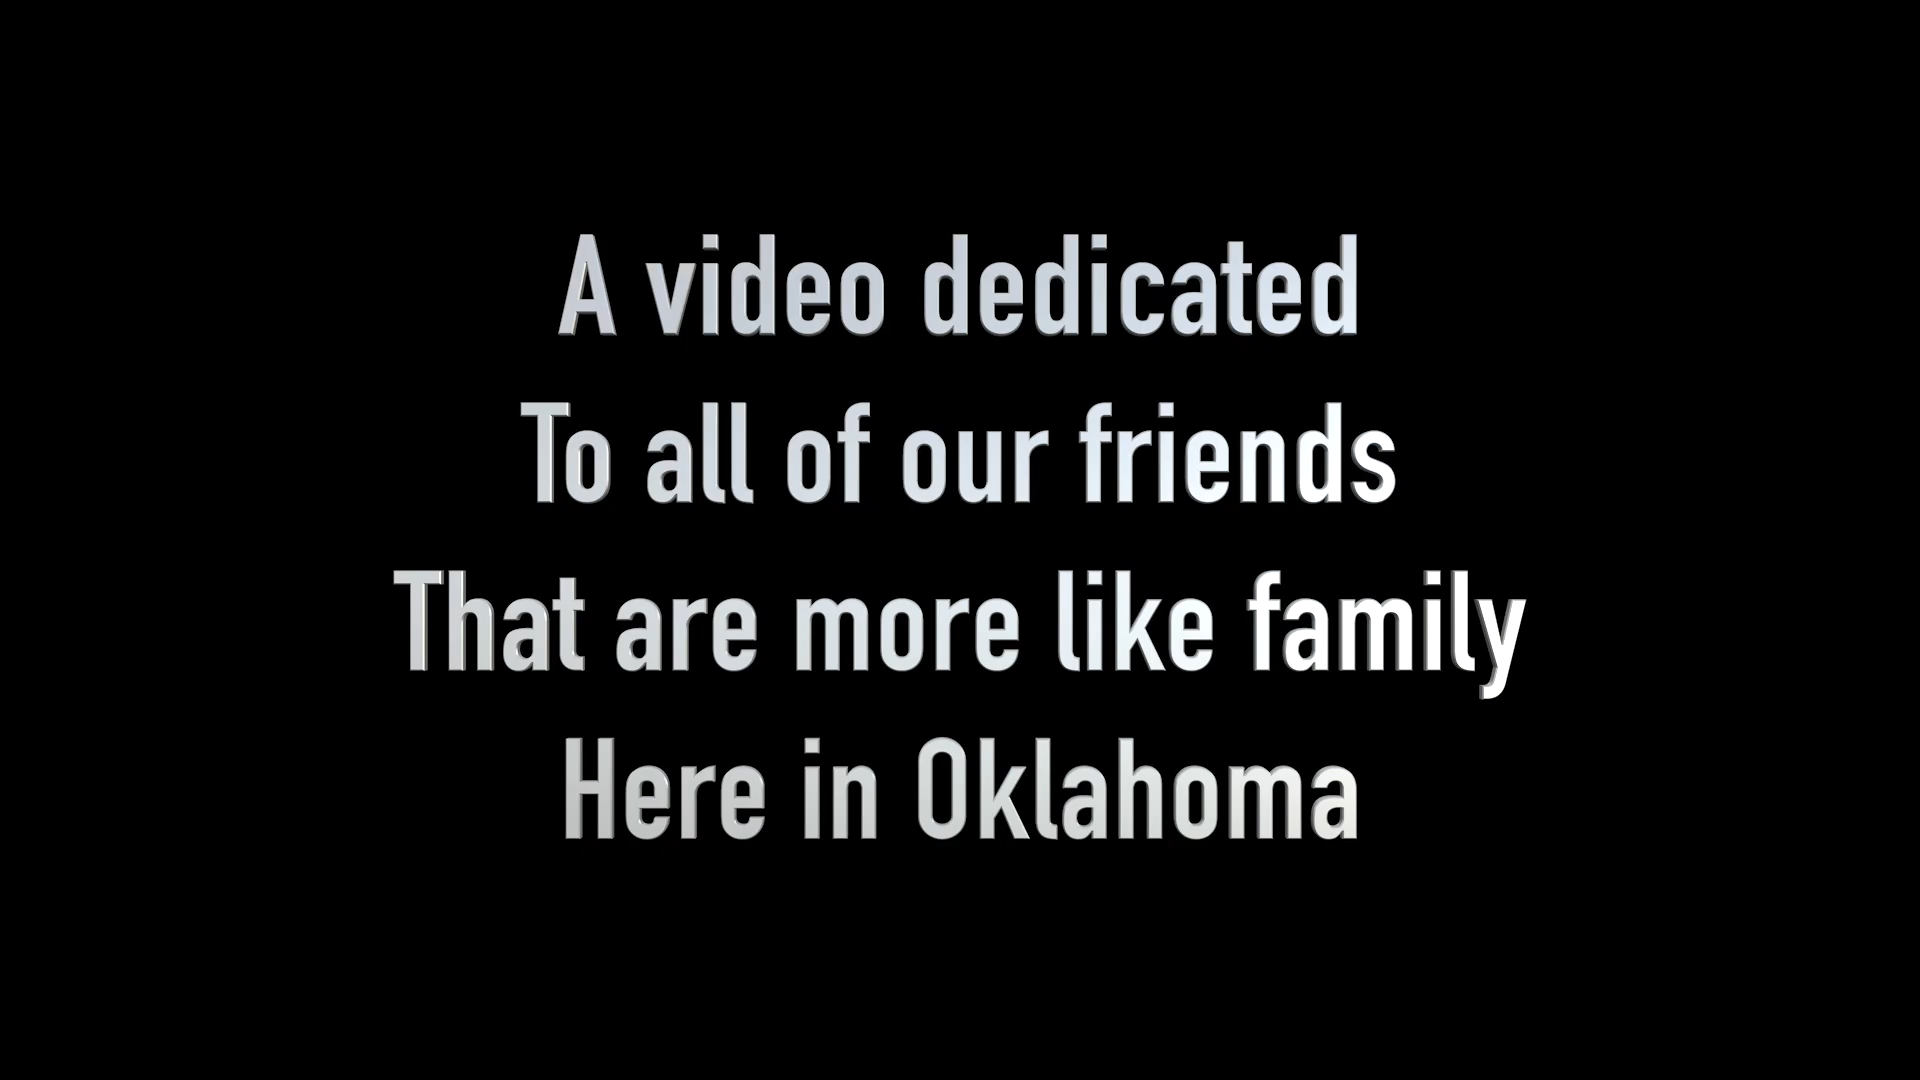 A video dedicated
To all of our friends
That are more like family
Here in Oklahoma